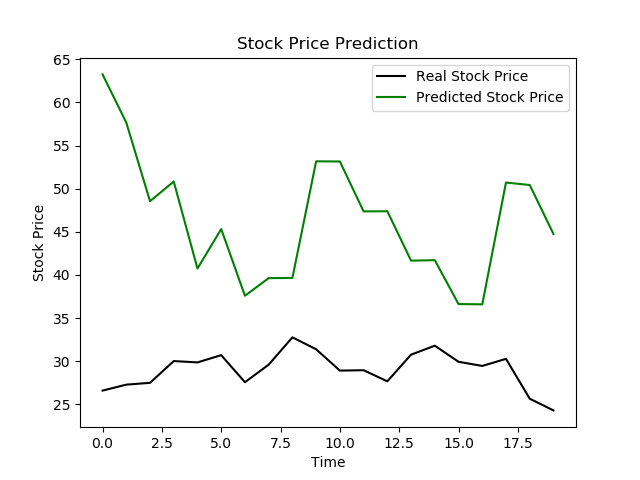 Stock Price Prediction
65
60
55
50
45
40
35
30
25
Stock Price
Real Stock Price
Predicted Stock Price
0.0 2.5 5.0 7.5 10.0 12.5 15.0 17.5
Time